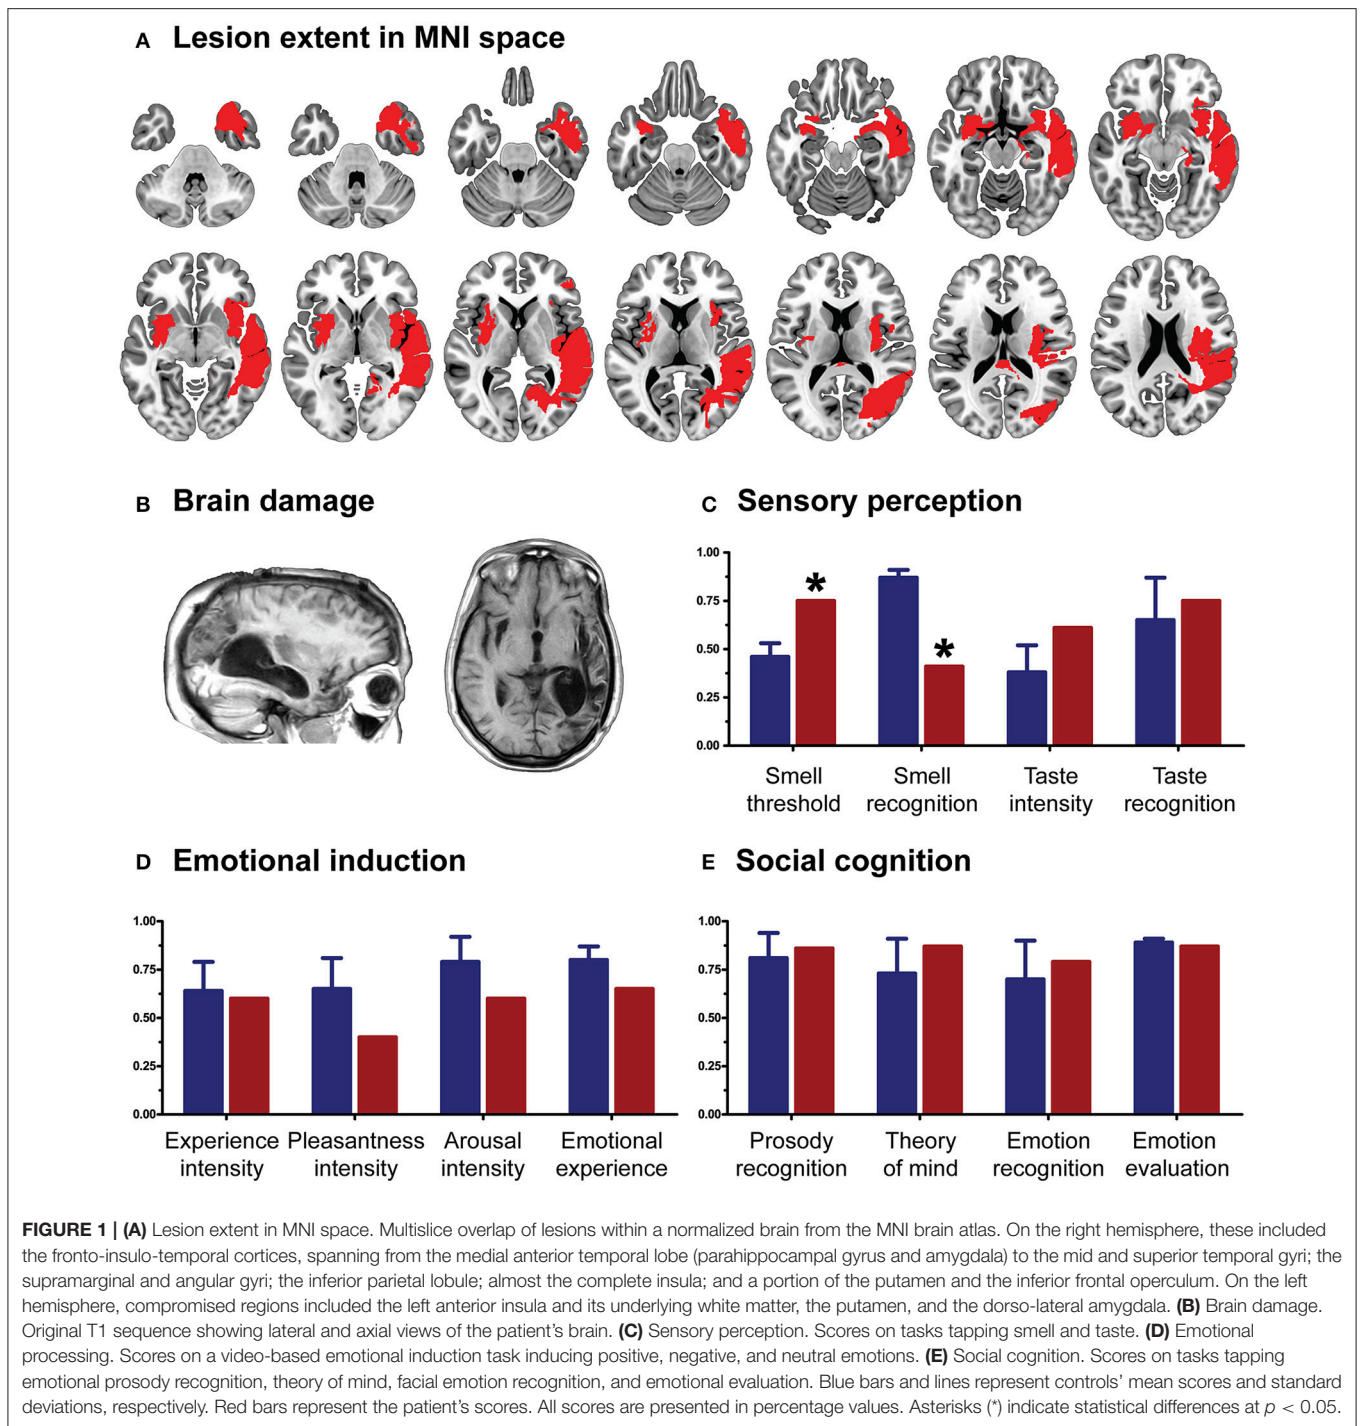 A Lesion extent in MNI space
B Brain damage
C Sensory perception
1.00
0.75
0.50
0.25
0.00
* *
Smell threshold
Smell recognition
Taste intensity
Taste recognition
D Emotional induction
1.00
0.75
0.50
0.25
0.00
Experience intensity
Pleasantness intensity
Arousal intensity
Emotional experience
E Social cognition
1.00
0.75
0.50
0.25
0.00
Prosody recognition
Theory of mind
Emotion recognition
Emotion evaluation
FIGURE 1 | (A) Lesion extent in MNI space. Multislice overlap of lesions within a normalized brain from the MNI brain atlas. On the right hemisphere, these included
the fronto-insulo-temporal cortices, spanning from the medial anterior temporal lobe (parahippocampal gyrus and amygdala) to the mid and superior temporal gyri; the
supramarginal and angular gyri; the inferior parietal lobule; almost the complete insula; and a portion of the putamen and the inferior frontal operculum. On the left
hemisphere, compromised regions included the left anterior insula and its underlying white matter, the putamen, and the dorso-lateral amygdala. (B) Brain damage.
Original T1 sequence showing lateral and axial views of the patient's brain. (C) Sensory perception. Scores on tasks tapping smell and taste. (D) Emotional
processing. Scores on a video-based emotional induction task inducing positive, negative, and neutral emotions. (E) Social cognition. Scores on tasks tapping
emotional prosody recognition, theory of mind, facial emotion recognition, and emotional evaluation. Blue bars and lines represent controls' mean scores and standard
deviations, respectively. Red bars represent the patient's scores. All scores are presented in percentage values. Asterisks (*) indicate statistical differences at p < 0.05.